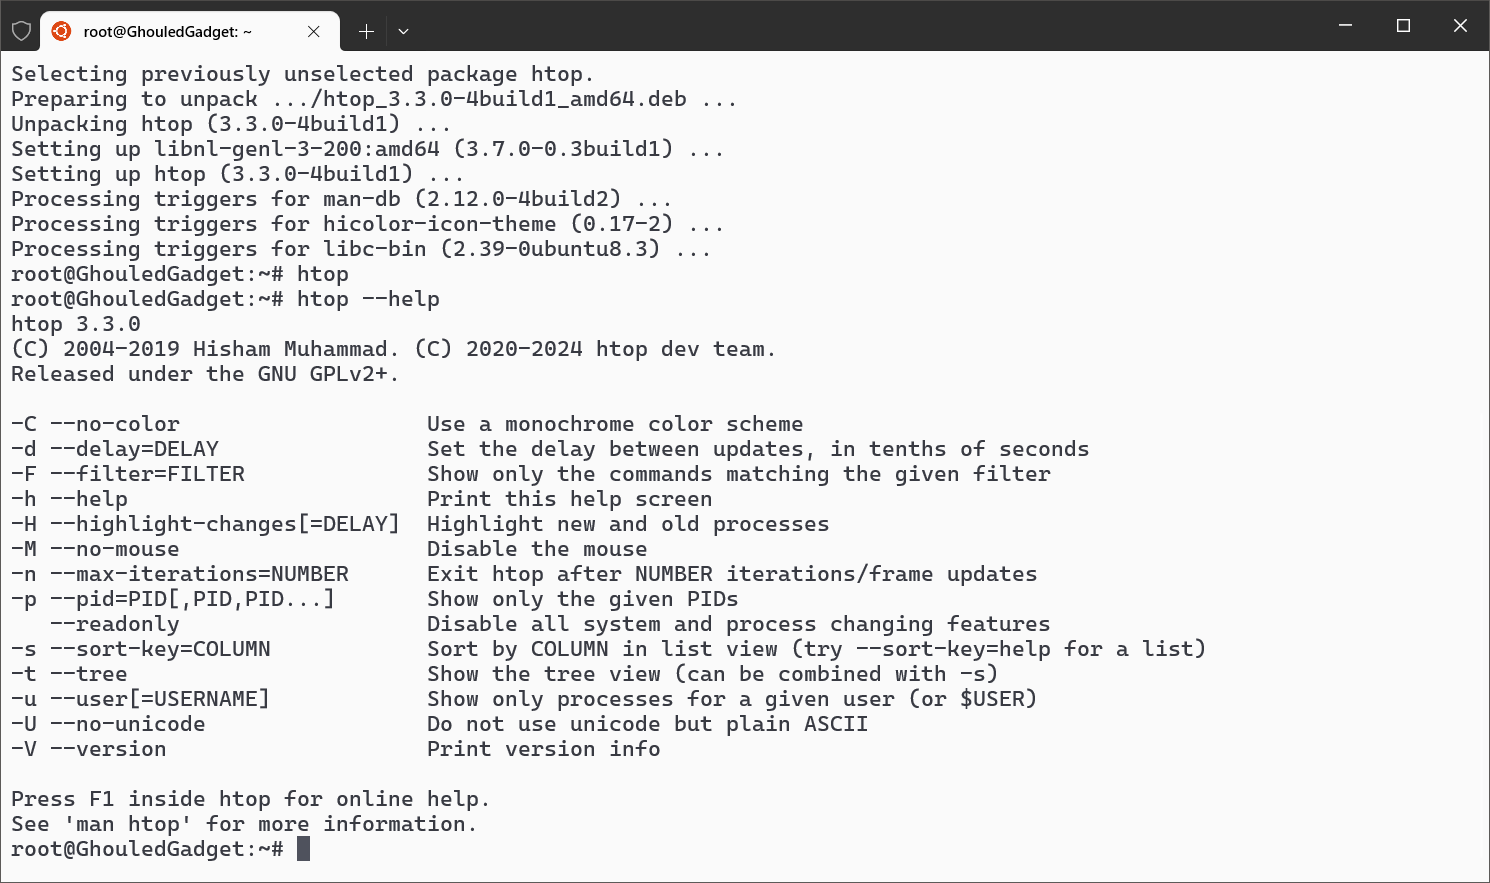 root@GhouledGadget: ~
Selecting previously unselected package htop.
Preparing to unpack .../htop_3.3.0-4build1_amd64.deb ...
Unpacking htop (3.3.0-4build1) ...
Setting up libnl-genl-3-200:amd64 (3.7.0-0.3build1) ...
Setting up htop (3.3.0-4build1) ...
Processing triggers for man-db (2.12.0-4build2) ...
Processing triggers for hicolor-icon-theme (0.17-2) ...
Processing triggers for libc-bin (2.39-0ubuntu8.3) ...
root@GhouledGadget:~# htop
root@GhouledGadget:~# htop --help
htop 3.3.0
(C) 2004-2019 Hisham Muhammad. (C) 2020-2024 htop dev team.
Released under the GNU GPLv2+.

-C --no-color                   Use a monochrome color scheme
-d --delay=DELAY                Set the delay between updates, in tenths of seconds
-F --filter=FILTER              Show only the commands matching the given filter
-h --help                       Print this help screen
-H --highlight-changes[=DELAY]  Highlight new and old processes
-M --no-mouse                   Disable the mouse
-n --max-iterations=NUMBER      Exit htop after NUMBER iterations/frame updates
-p --pid=PID[,PID,PID...]       Show only the given PIDs
   --readonly                   Disable all system and process changing features
-s --sort-key=COLUMN            Sort by COLUMN in list view (try --sort-key=help for a list)
-t --tree                       Show the tree view (can be combined with -s)
-u --user[=USERNAME]            Show only processes for a given user (or $USER)
-U --no-unicode                 Do not use unicode but plain ASCII
-V --version                    Print version info

Press F1 inside htop for online help.
See 'man htop' for more information.
root@GhouledGadget:~#